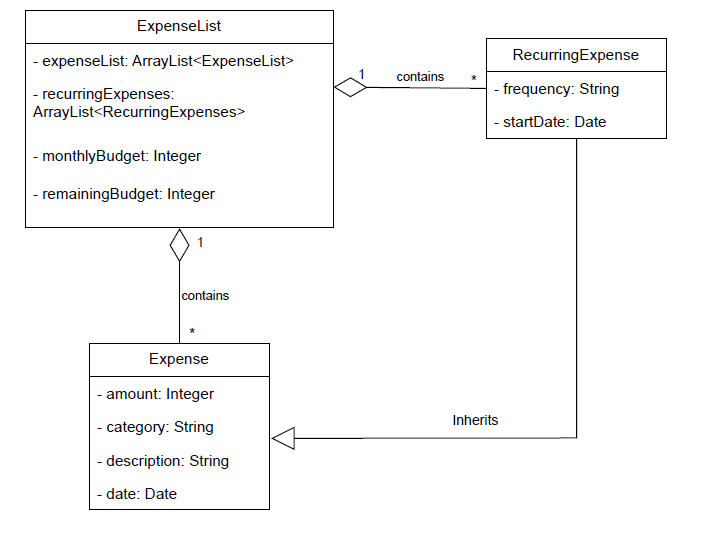 ExpenseList
- expenseList: ArrayList<ExpenseList>
- recurringExpenses:
ArrayList<RecurringExpenses>
- monthlyBudget: Integer
- remainingBudget: Integer
1
contains
*
RecurringExpense
- frequency: String
- startDate: Date
1
contains
*
Expense
- amount: Integer
- category: String
- description: String
- date: Date
Inherits